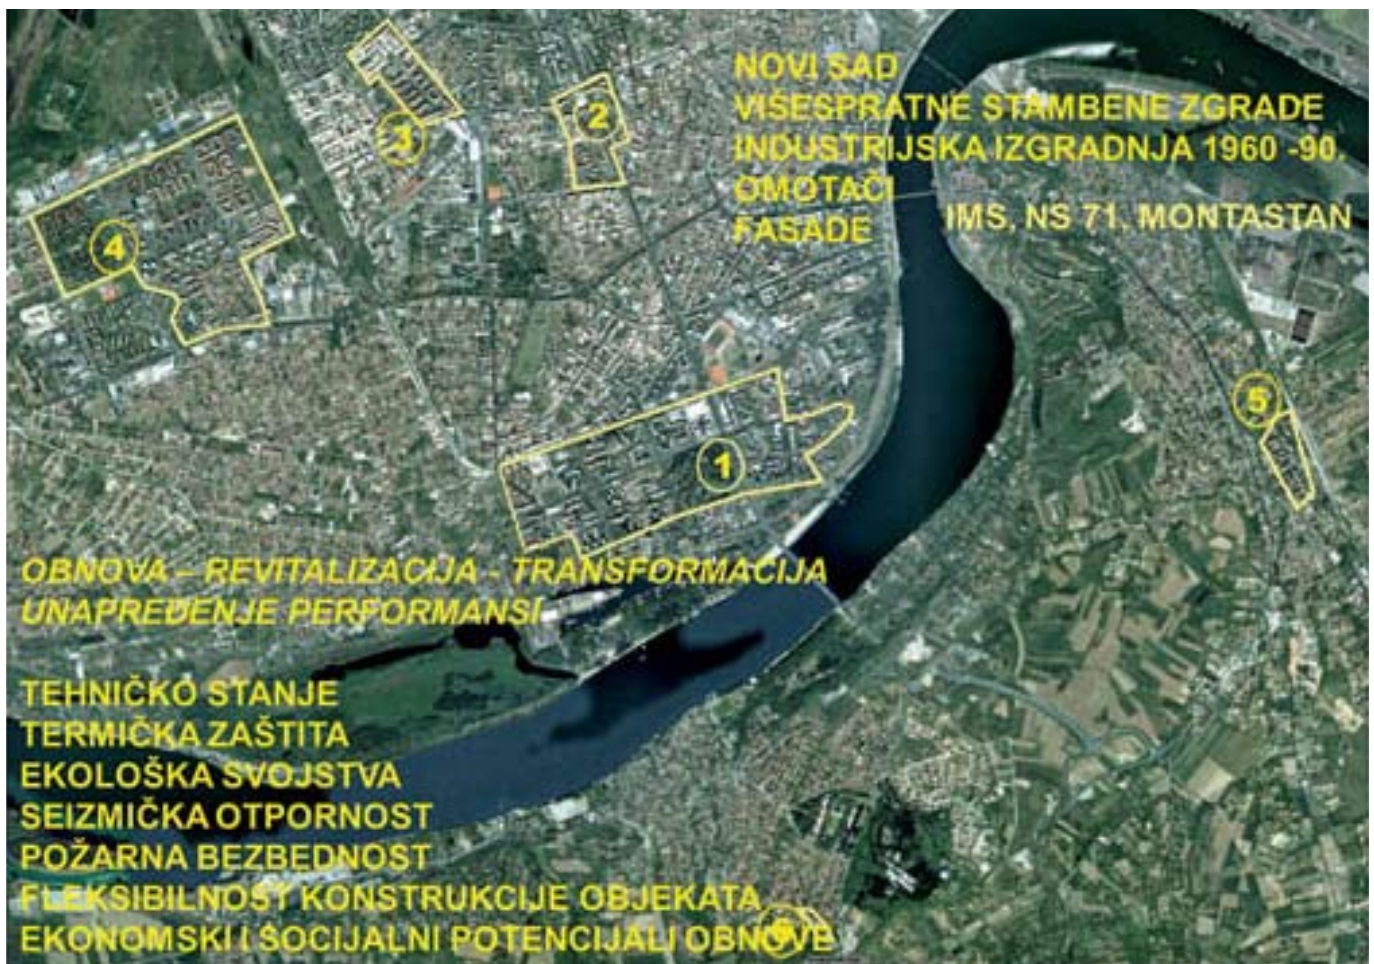 NOVI SAD
VIŠESPRATNE STAMBENE ZGRADE
INDUSTRIJSKA IZGRADNJA 1960 -90.
OMOTAČI
FASADE
IMS, NS 71, MONTASTAN
3
2
4
5
1
OBNOVA – REVITALIZACIJA - TRANSFORMACIJA
UNAPREĐENJE PERFORMANSI
TEHNIČKO STANJE
TERMIČKA ZAŠTITA
EKOLOŠKA SVOJSTVA
SEIZMIČKA OTPORNOST
POŽARNA BEZBEDNOST
FLEKSIBILNOST KONSTRUKCIJE OBJEKATA
EKONOMSKI I SOCIJALNI POTENCIJALI OBNOVE
6